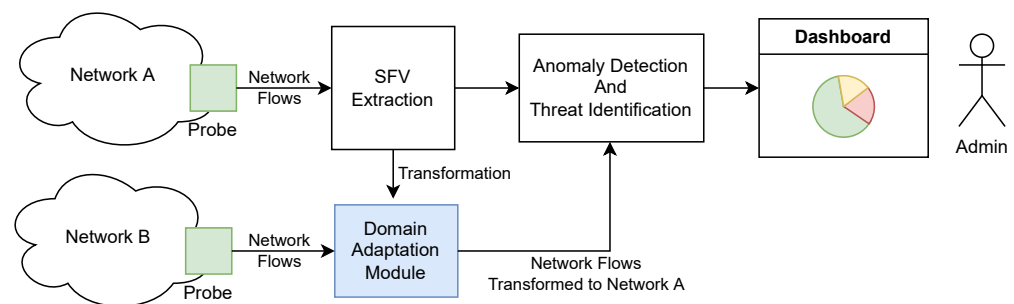 Network A
Probe
Network
Flows
SFV
Extraction
Anomaly Detection
And
Threat Identification
Dashboard
Admin
Transformation
Network B
Probe
Network
Flows
Domain
Adaptation
Module
Network Flows
Transformed to Network A